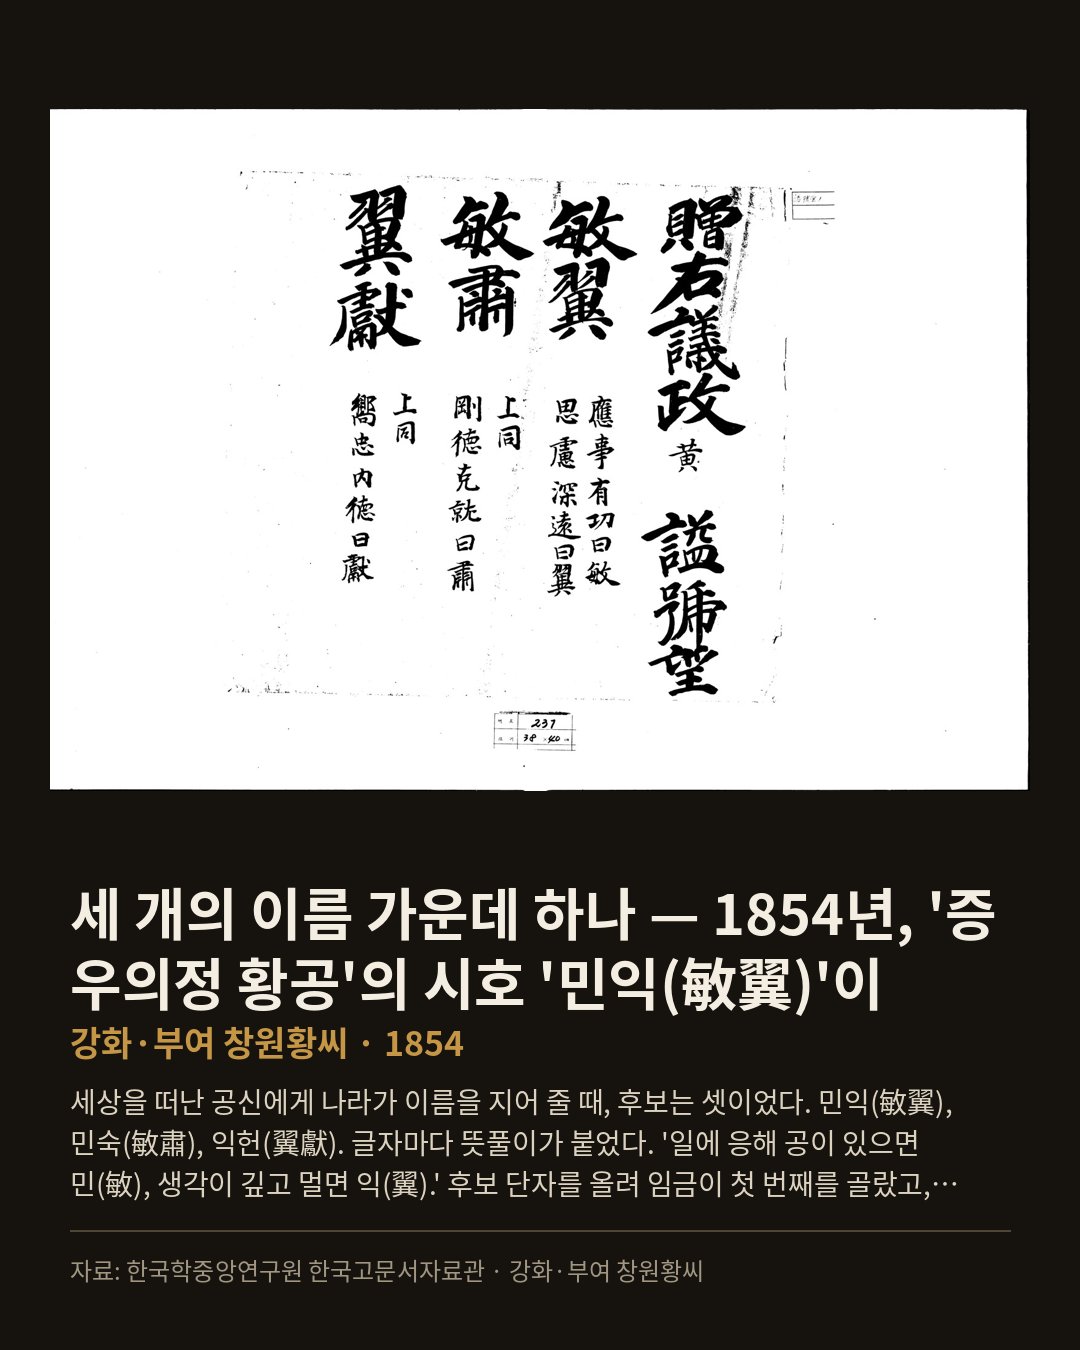 贈右議政黃 諡號望
敏翼
應事有功曰敏
思慮深遠曰翼
敏肅
上同
剛德克就曰肅
翼獻
上同
嚮忠內德曰獻
237
38 × 40
세 개의 이름 가운데 하나 — 1854년, '증
우의정 황공'의 시호 '민익(敏翼)'이
강화·부여 창원황씨 · 1854
세상을 떠난 공신에게 나라가 이름을 지어 줄 때, 후보는 셋이었다. 민익(敏翼),
민숙(敏肅), 익헌(翼獻). 글자마다 뜻풀이가 붙었다. '일에 응해 공이 있으면
민(敏), 생각이 깊고 멀면 익(翼).' 후보 단자를 올려 임금이 첫 번째를 골랐고,…
자료: 한국학중앙연구원 한국고문서자료관 · 강화·부여 창원황씨